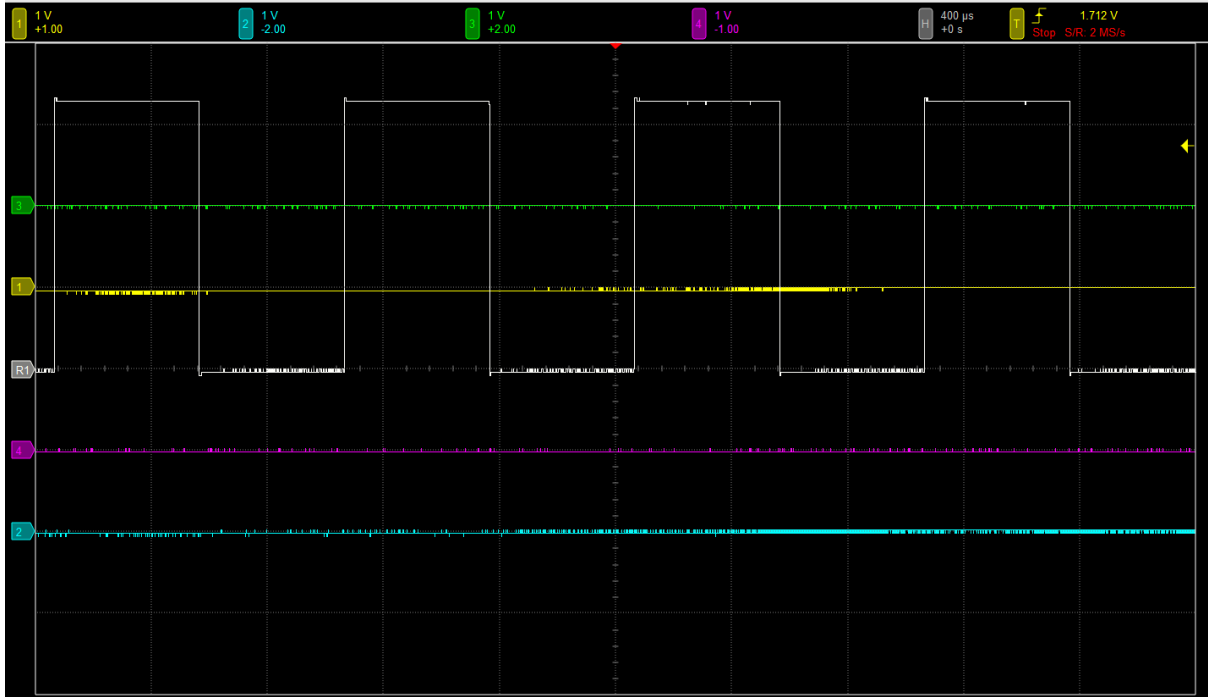 1 1 V
+1.00
2 1 V
-2.00
3 1 V
+2.00
4 1 V
-1.00
H 400 µs
+0 s
T 1.712 V
Stop S/R: 2 MS/s
3
1
R1
4
2